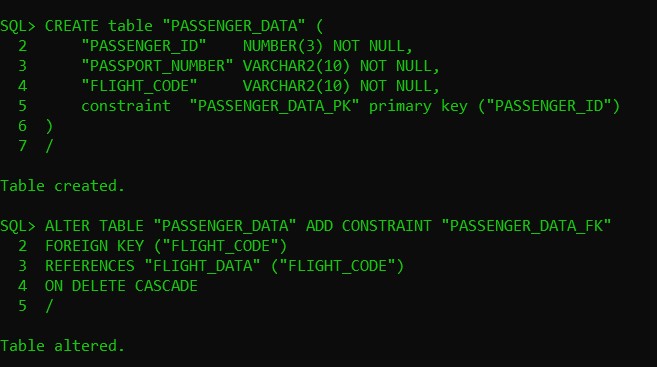 SQL> CREATE table "PASSENGER_DATA" (
  2      "PASSENGER_ID"    NUMBER(3) NOT NULL,
  3      "PASSPORT_NUMBER" VARCHAR2(10) NOT NULL,
  4      "FLIGHT_CODE"     VARCHAR2(10) NOT NULL,
  5      constraint  "PASSENGER_DATA_PK" primary key ("PASSENGER_ID")
  6  )
  7  /
Table created.
SQL> ALTER TABLE "PASSENGER_DATA" ADD CONSTRAINT "PASSENGER_DATA_FK"
  2  FOREIGN KEY ("FLIGHT_CODE")
  3  REFERENCES "FLIGHT_DATA" ("FLIGHT_CODE")
  4  ON DELETE CASCADE
  5  /
Table altered.